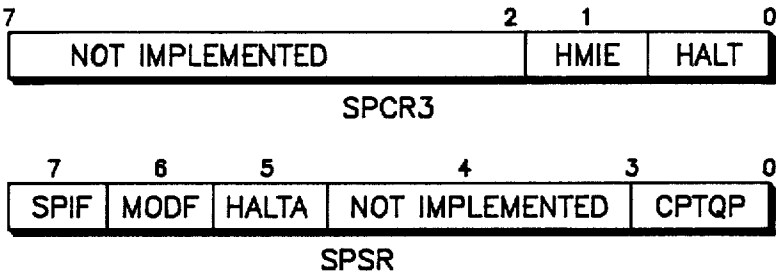 7 2 1 0
NOT IMPLEMENTED HMIE HALT
SPCR3
7 6 5 4 3 0
SPIF MODF HALTA NOT IMPLEMENTED CPTQP
SPSR